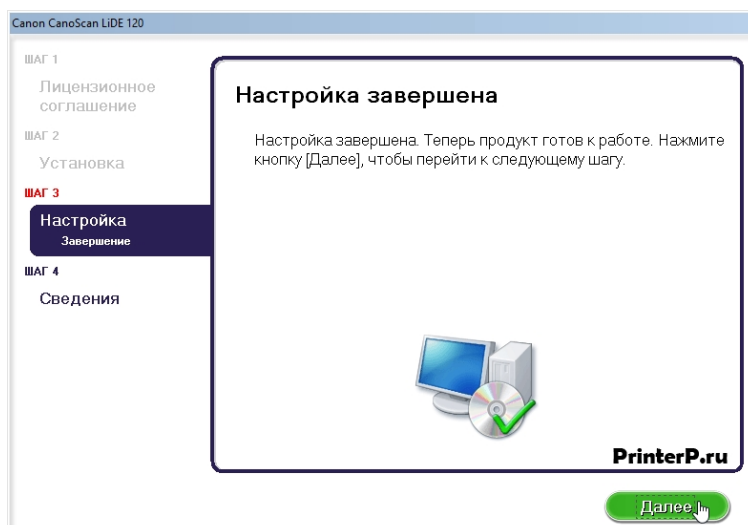 Canon CanoScan LiDE 120
ШАГ 1
Лицензионное
соглашение
ШАГ 2
Установка
ШАГ 3
Настройка
Завершение
ШАГ 4
Сведения
Настройка завершена
Настройка завершена. Теперь продукт готов к работе. Нажмите
кнопку [Далее], чтобы перейти к следующему шагу.
PrinterP.ru
Далее